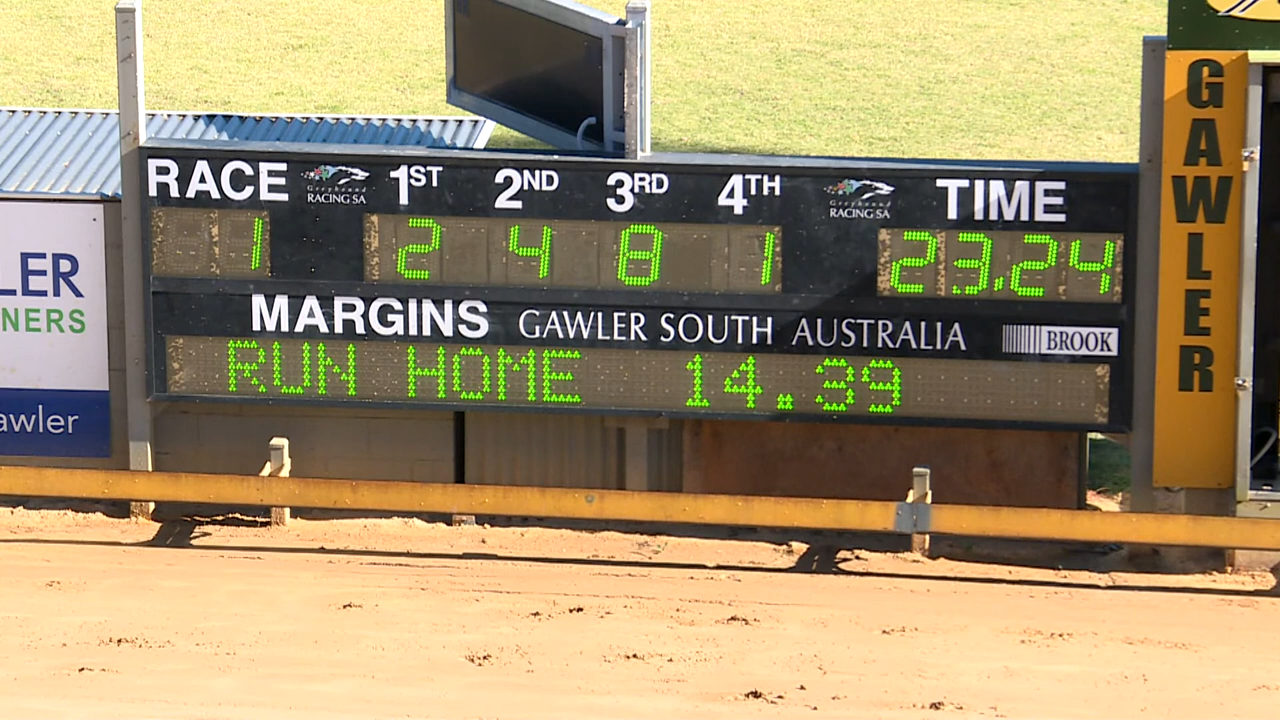 RACE 1ST 2ND 3RD 4TH TIME
Greyhound RACING SA
Greyhound RACING SA
1 2 4 8 1 23.24
MARGINS GAWLER SOUTH AUSTRALIA BROOK
RUN HOME 14.39
GAWLER
LER
NERS
awler